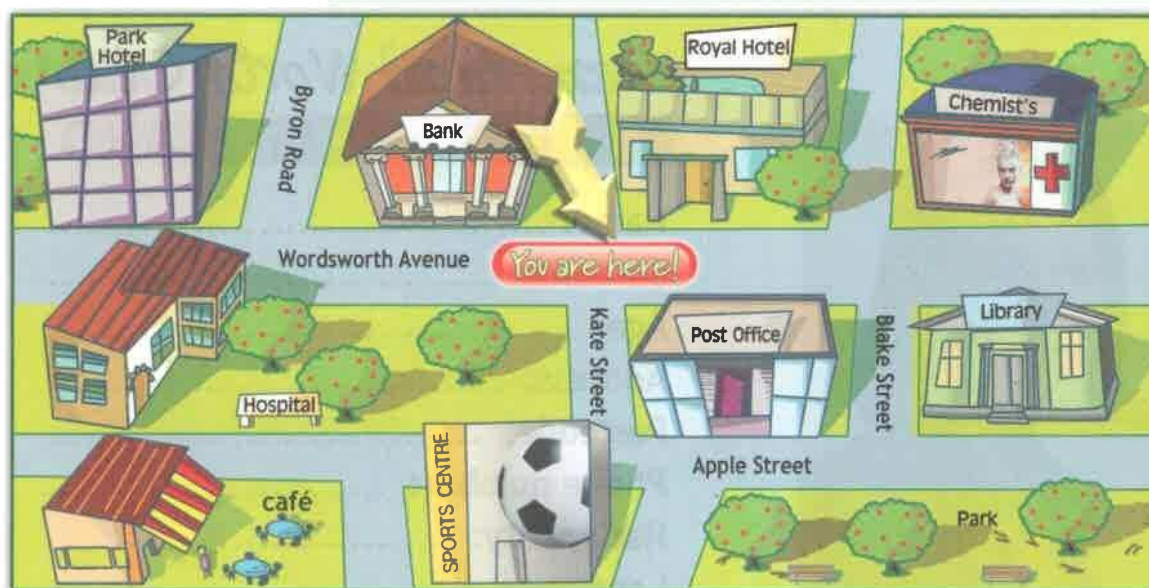 Park
Hotel
Byron Road
Bank
Royal Hotel
Chemist's
Wordsworth Avenue
You are here!
Kate Street
Post Office
Blake Street
Library
Hospital
SPORTS CENTRE
Apple Street
café
Park